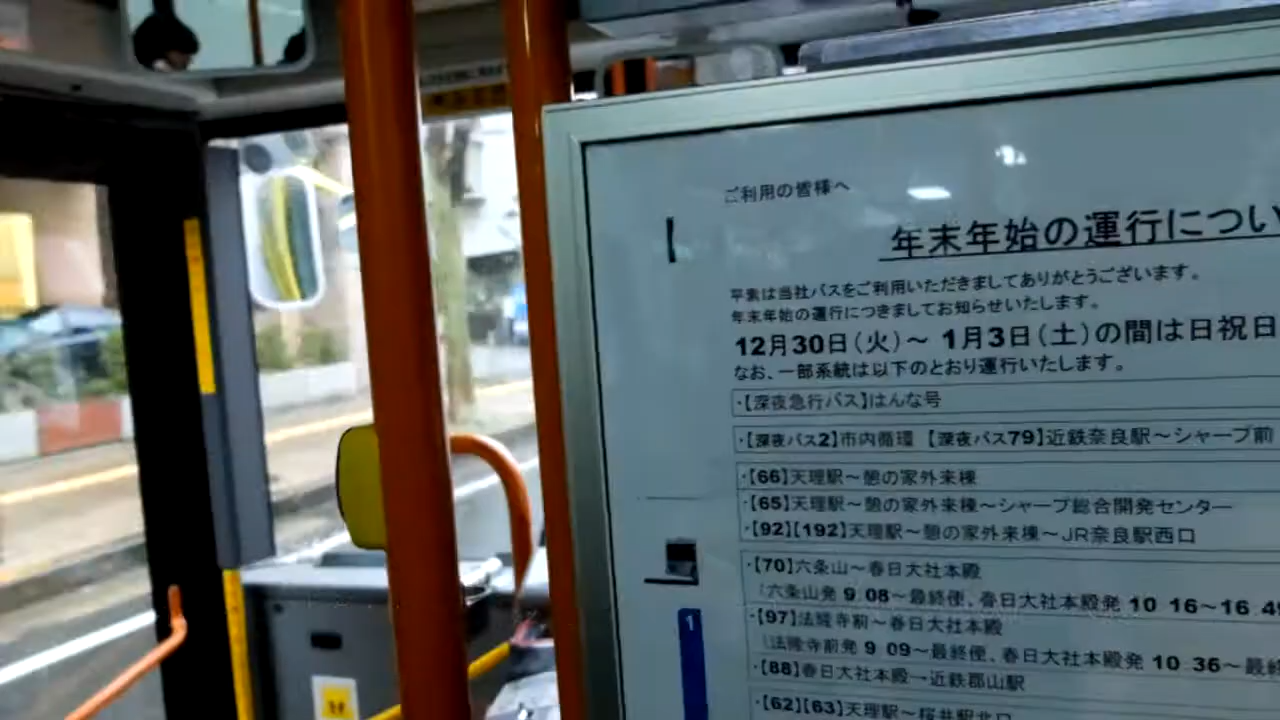 ご利用の皆様へ
年末年始の運行につい
平素は当社バスをご利用いただきましてありがとうございます。
年末年始の運行につきましてお知らせいたします。
12月30日(火)～ 1月3日(土)の間は日祝日
なお、一部系統は以下のとおり運行いたします。
・【深夜急行バス】はんな号
・【深夜バス2】市内循環 【深夜バス79】近鉄奈良駅～シャープ前
・【66】天理駅～憩の家外来棟
・【65】天理駅～憩の家外来棟～シャープ総合開発センター
・【92】【192】天理駅～憩の家外来棟～JR奈良駅西口
・【70】六条山～春日大社本殿
(六条山発 9 08～最終便、春日大社本殿発 10 16～16 4
・【97】法隆寺前～春日大社本殿
(法隆寺前発 9 09～最終便、春日大社本殿発 10 36～最
・【88】春日大社本殿→近鉄郡山駅
・【62】【63】天理駅～桜井駅北口
1